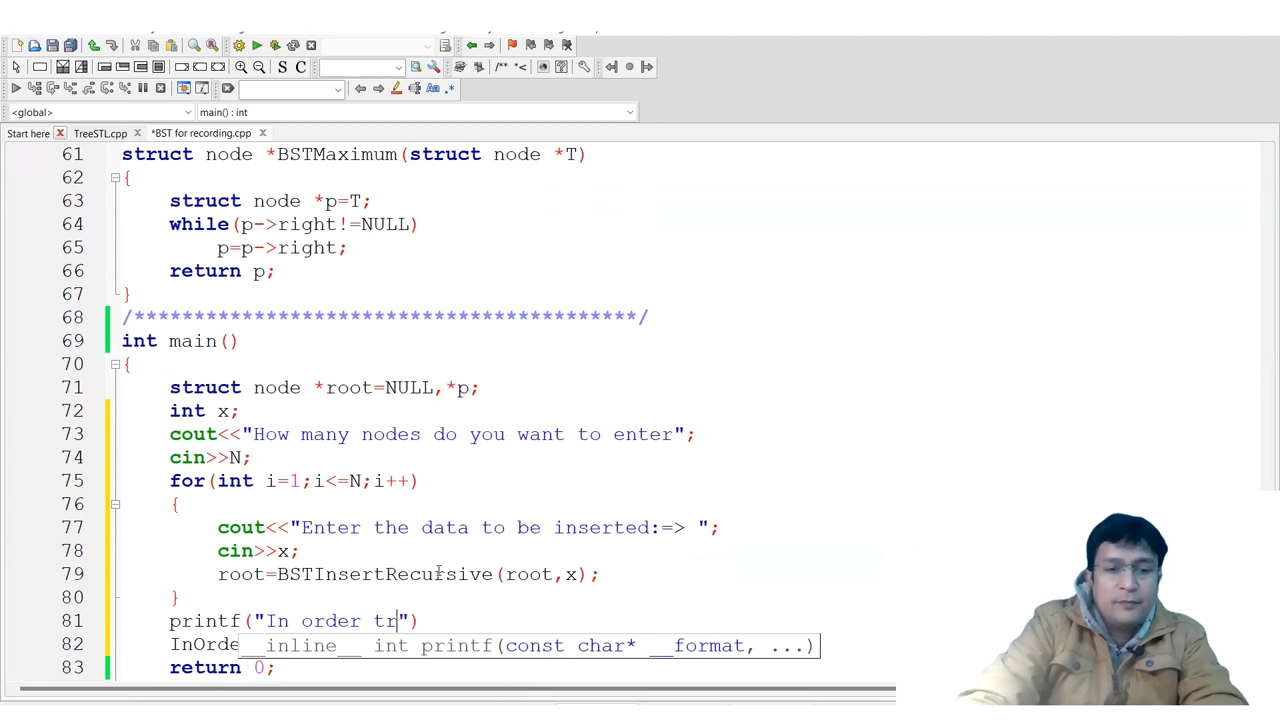 <global>
main() : int
Start here
TreeSTL.cpp
*BST for recording.cpp
61 struct node *BSTMaximum(struct node *T)
62 {
63 struct node *p=T;
64 while(p->right!=NULL)
65 p=p->right;
66 return p;
67 }
68 /******************************************/
69 int main()
70 {
71 struct node *root=NULL,*p;
72 int x;
73 cout<<"How many nodes do you want to enter";
74 cin>>N;
75 for(int i=1;i<=N;i++)
76 {
77 cout<<"Enter the data to be inserted:=> ";
78 cin>>x;
79 root=BSTInsertRecursive(root,x);
80 }
81 printf("In order tr")
82 InOrde
__inline__ int printf(const char* __format, ...)
83 return 0;